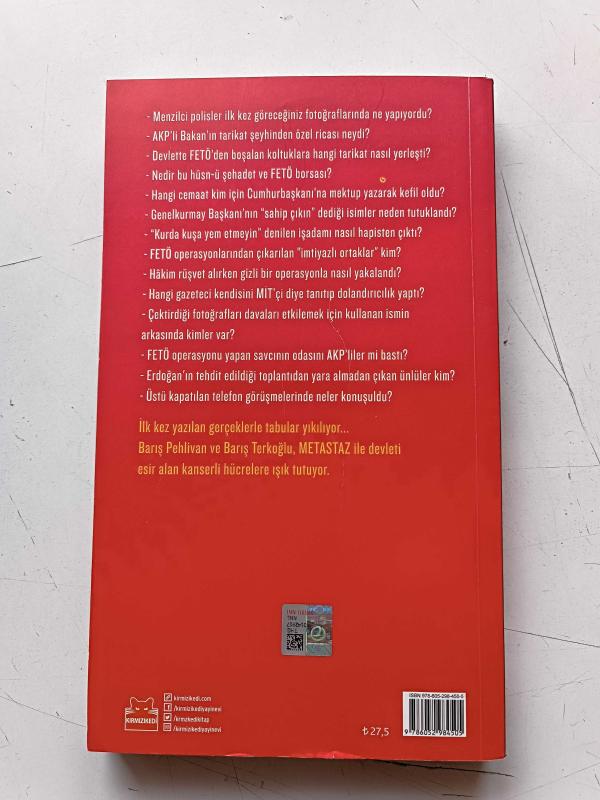 - Menzilci polisler ilk kez göreceğiniz fotoğraflarında ne yapıyordu?
- AKP'li Bakan'ın tarikat şeyhinden özel ricası neydi?
- Devlette FETÖ'den boşalan koltuklara hangi tarikat nasıl yerleşti?
- Nedir bu hüsn-ü şehadet ve FETÖ borsası?
- Hangi cemaat kim için Cumhurbaşkanı'na mektup yazarak kefil oldu?
- Genelkurmay Başkanı'nın "sahip çıkın" dediği isimler neden tutuklandı?
- "Kurda kuşa yem etmeyin" denilen işadamı nasıl hapisten çıktı?
- FETÖ operasyonlarından çıkarılan "imtiyazlı ortaklar" kim?
- Hâkim rüşvet alırken gizli bir operasyonla nasıl yakalandı?
- Hangi gazeteci kendisini MİT'çi diye tanıtıp dolandırıcılık yaptı?
- Çektirdiği fotoğrafları davaları etkilemek için kullanan ismin
arkasında kimler var?
- FETÖ operasyonu yapan savcının odasını AKP'liler mi bastı?
- Erdoğan'ın tehdit edildiği toplantıdan yara almadan çıkan ünlüler kim?
- Üstü kapatılan telefon görüşmelerinde neler konuşuldu?
İlk kez yazılan gerçeklerle tabular yıkılıyor...
Barış Pehlivan ve Barış Terkoğlu, METASTAZ ile devleti
esir alan kanserli hücrelere ışık tutuyor.
KIRMIZIKEDİ
kirmizikedi.com
/kirmizikediyayinevi
/krmzkedikitap
/kirmizikediyayinevi
₺27,5
ISBN 978-605-298-450-5
9 786052 984505